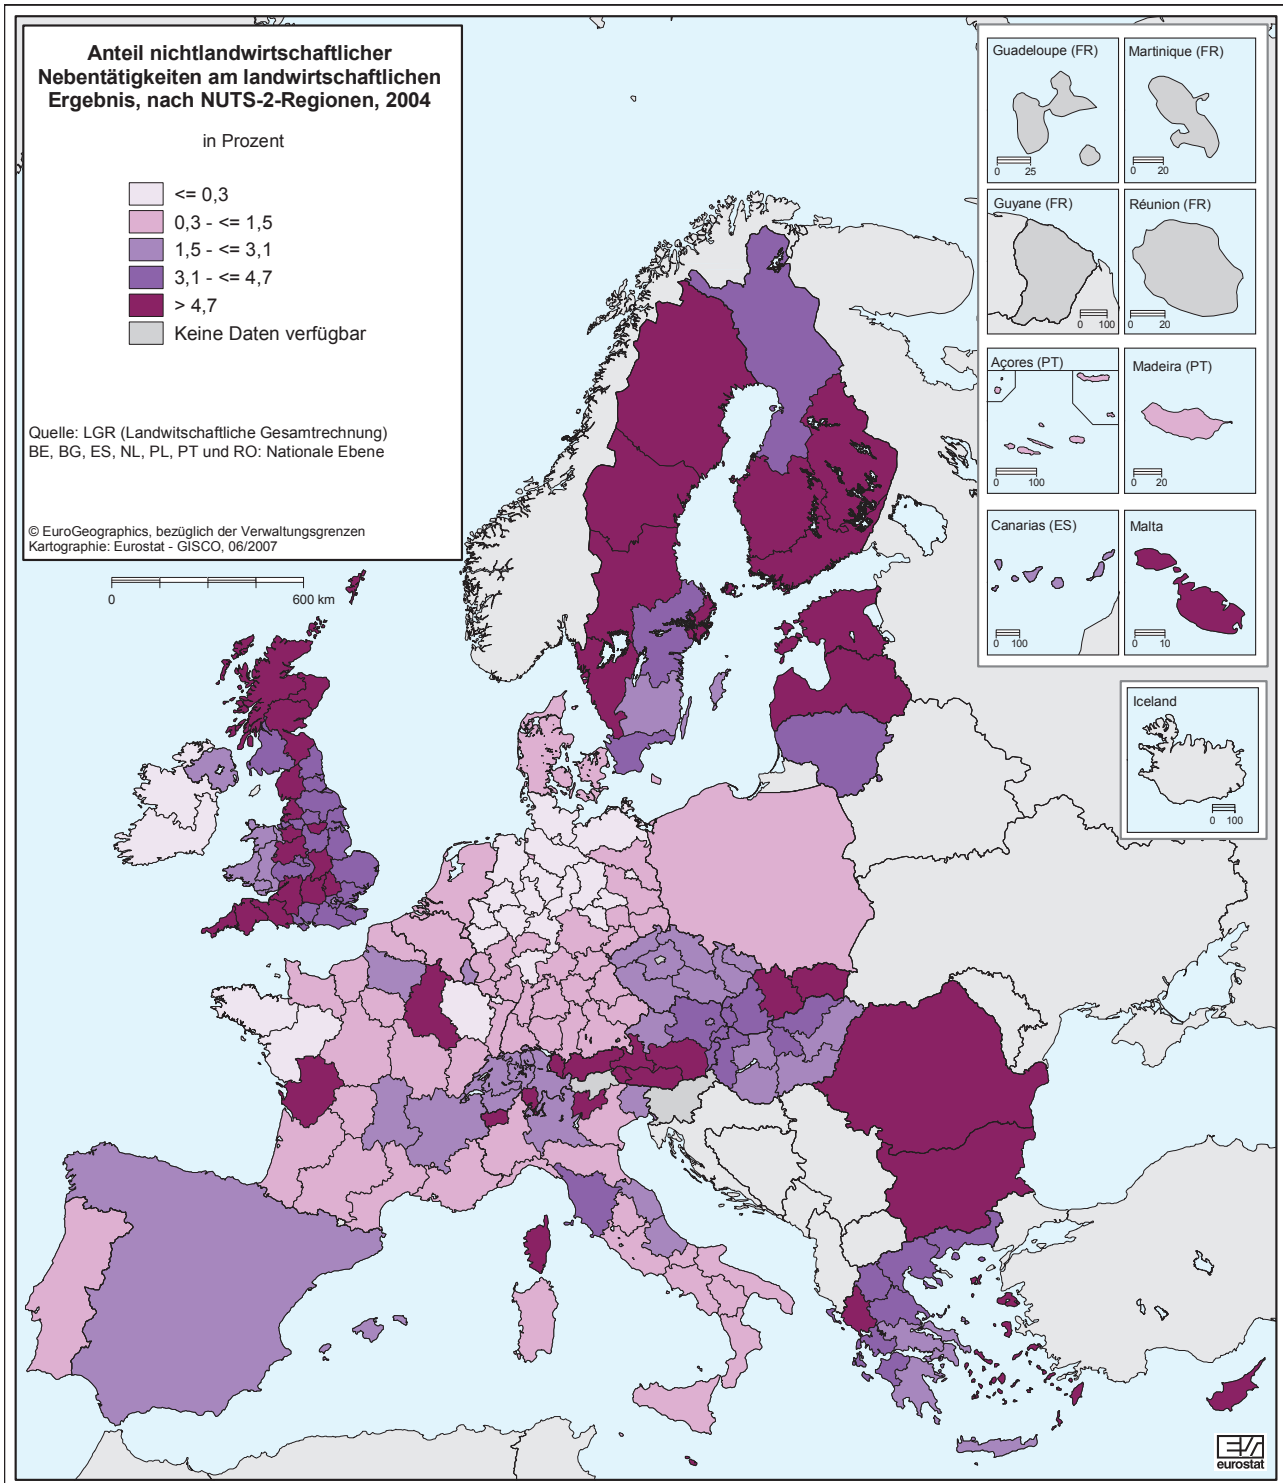 Anteil nichtlandwirtschaftlicher
Nebentätigkeiten am landwirtschaftlichen
Ergebnis, nach NUTS-2-Regionen, 2004
in Prozent
<= 0,3
0,3 - <= 1,5
1,5 - <= 3,1
3,1 - <= 4,7
> 4,7
Keine Daten verfügbar
Quelle: LGR (Landwitschaftliche Gesamtrechnung)
BE, BG, ES, NL, PL, PT und RO: Nationale Ebene
© EuroGeographics, bezüglich der Verwaltungsgrenzen
Kartographie: Eurostat - GISCO, 06/2007
0 600 km
Guadeloupe (FR)
0 25
Martinique (FR)
0 20
Guyane (FR)
0 100
Réunion (FR)
0 20
Açores (PT)
0 100
Madeira (PT)
0 20
Canarias (ES)
0 100
Malta
0 10
Iceland
0 100
eurostat